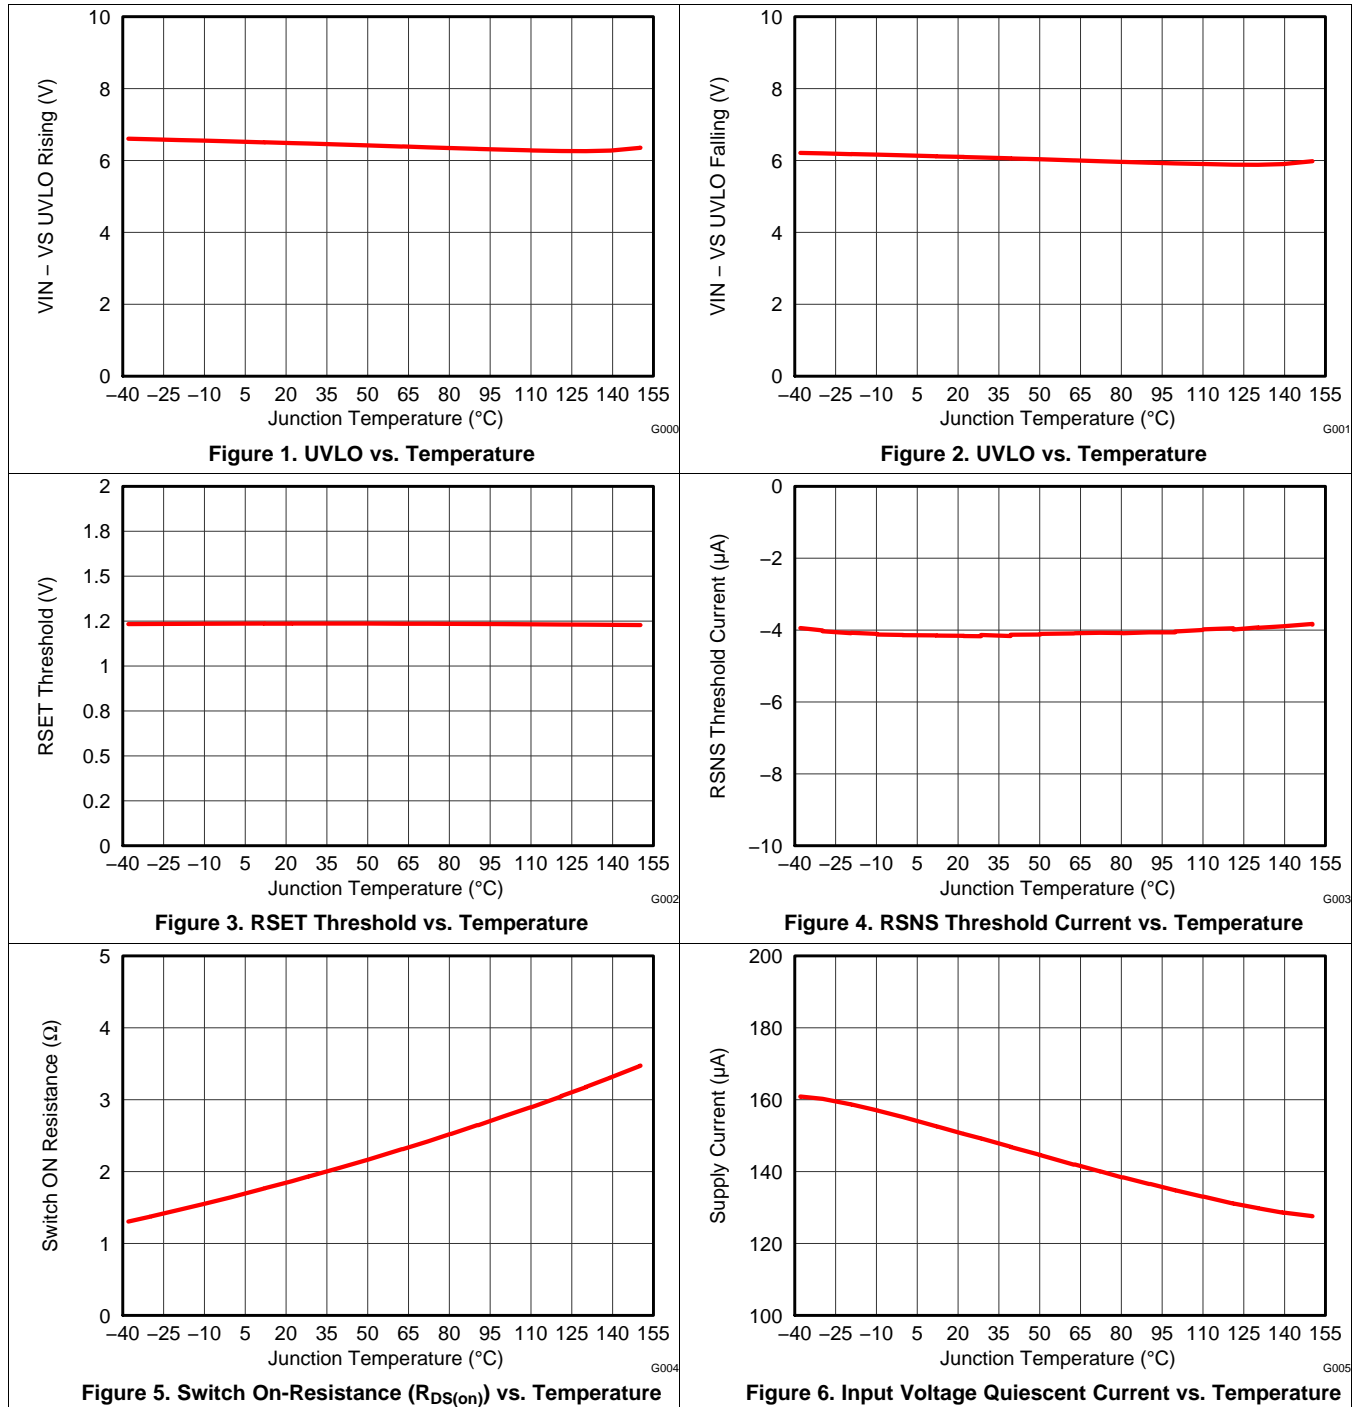 VIN – VS UVLO Rising (V)
10
8
6
4
2
0
–40 –25 –10 5 20 35 50 65 80 95 110 125 140 155
Junction Temperature (°C)
G000
Figure 1. UVLO vs. Temperature
VIN – VS UVLO Falling (V)
10
8
6
4
2
0
–40 –25 –10 5 20 35 50 65 80 95 110 125 140 155
Junction Temperature (°C)
G001
Figure 2. UVLO vs. Temperature
RSET Threshold (V)
2
1.8
1.5
1.2
1
0.8
0.5
0.2
0
–40 –25 –10 5 20 35 50 65 80 95 110 125 140 155
Junction Temperature (°C)
G002
Figure 3. RSET Threshold vs. Temperature
RSNS Threshold Current (µA)
0
–2
–4
–6
–8
–10
–40 –25 –10 5 20 35 50 65 80 95 110 125 140 155
Junction Temperature (°C)
G003
Figure 4. RSNS Threshold Current vs. Temperature
Switch ON Resistance (Ω)
5
4
3
2
1
0
–40 –25 –10 5 20 35 50 65 80 95 110 125 140 155
Junction Temperature (°C)
G004
Figure 5. Switch On-Resistance (RDS(on)) vs. Temperature
Supply Current (µA)
200
180
160
140
120
100
–40 –25 –10 5 20 35 50 65 80 95 110 125 140 155
Junction Temperature (°C)
G005
Figure 6. Input Voltage Quiescent Current vs. Temperature